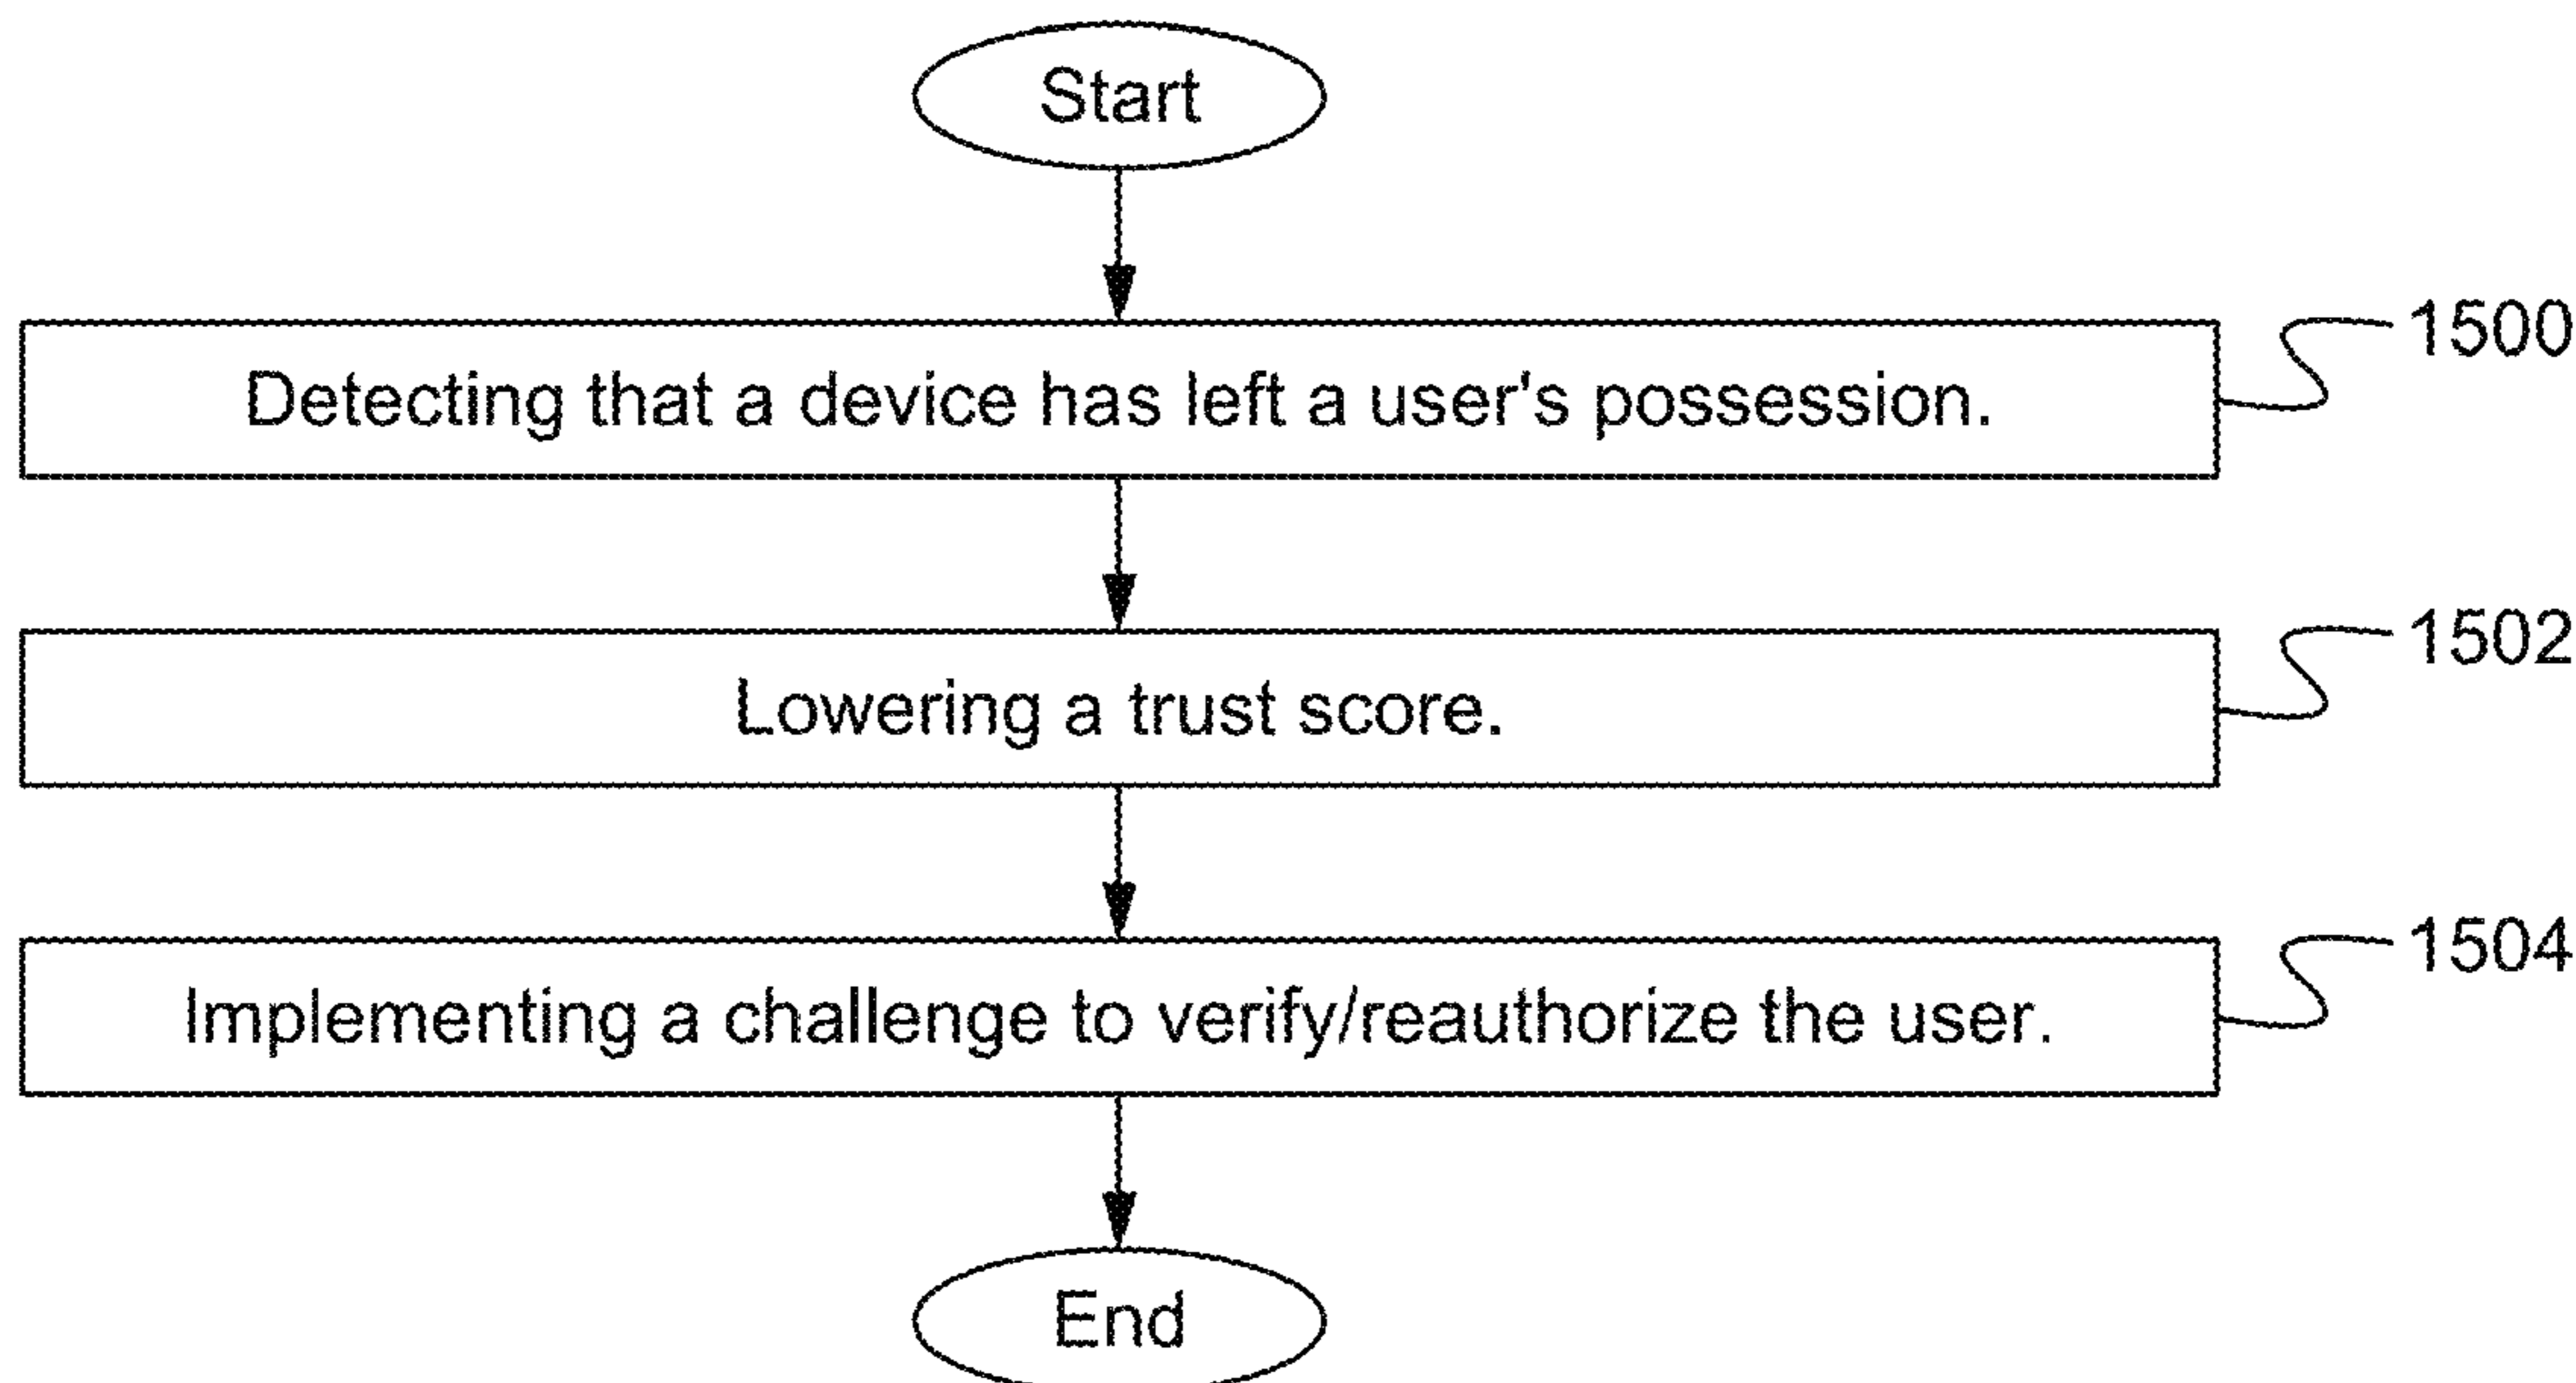 Start
Detecting that a device has left a user's possession.
1500
Lowering a trust score.
1502
Implementing a challenge to verify/reauthorize the user.
1504
End